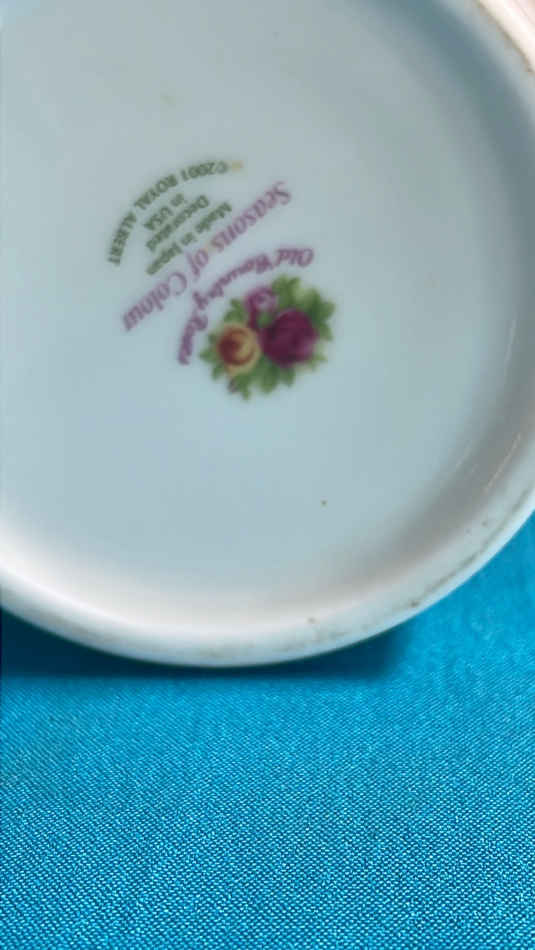 Old Country Roses
Seasons of Colour
Made in Japan
Decorated
in USA
©2001 ROYAL ALBERT